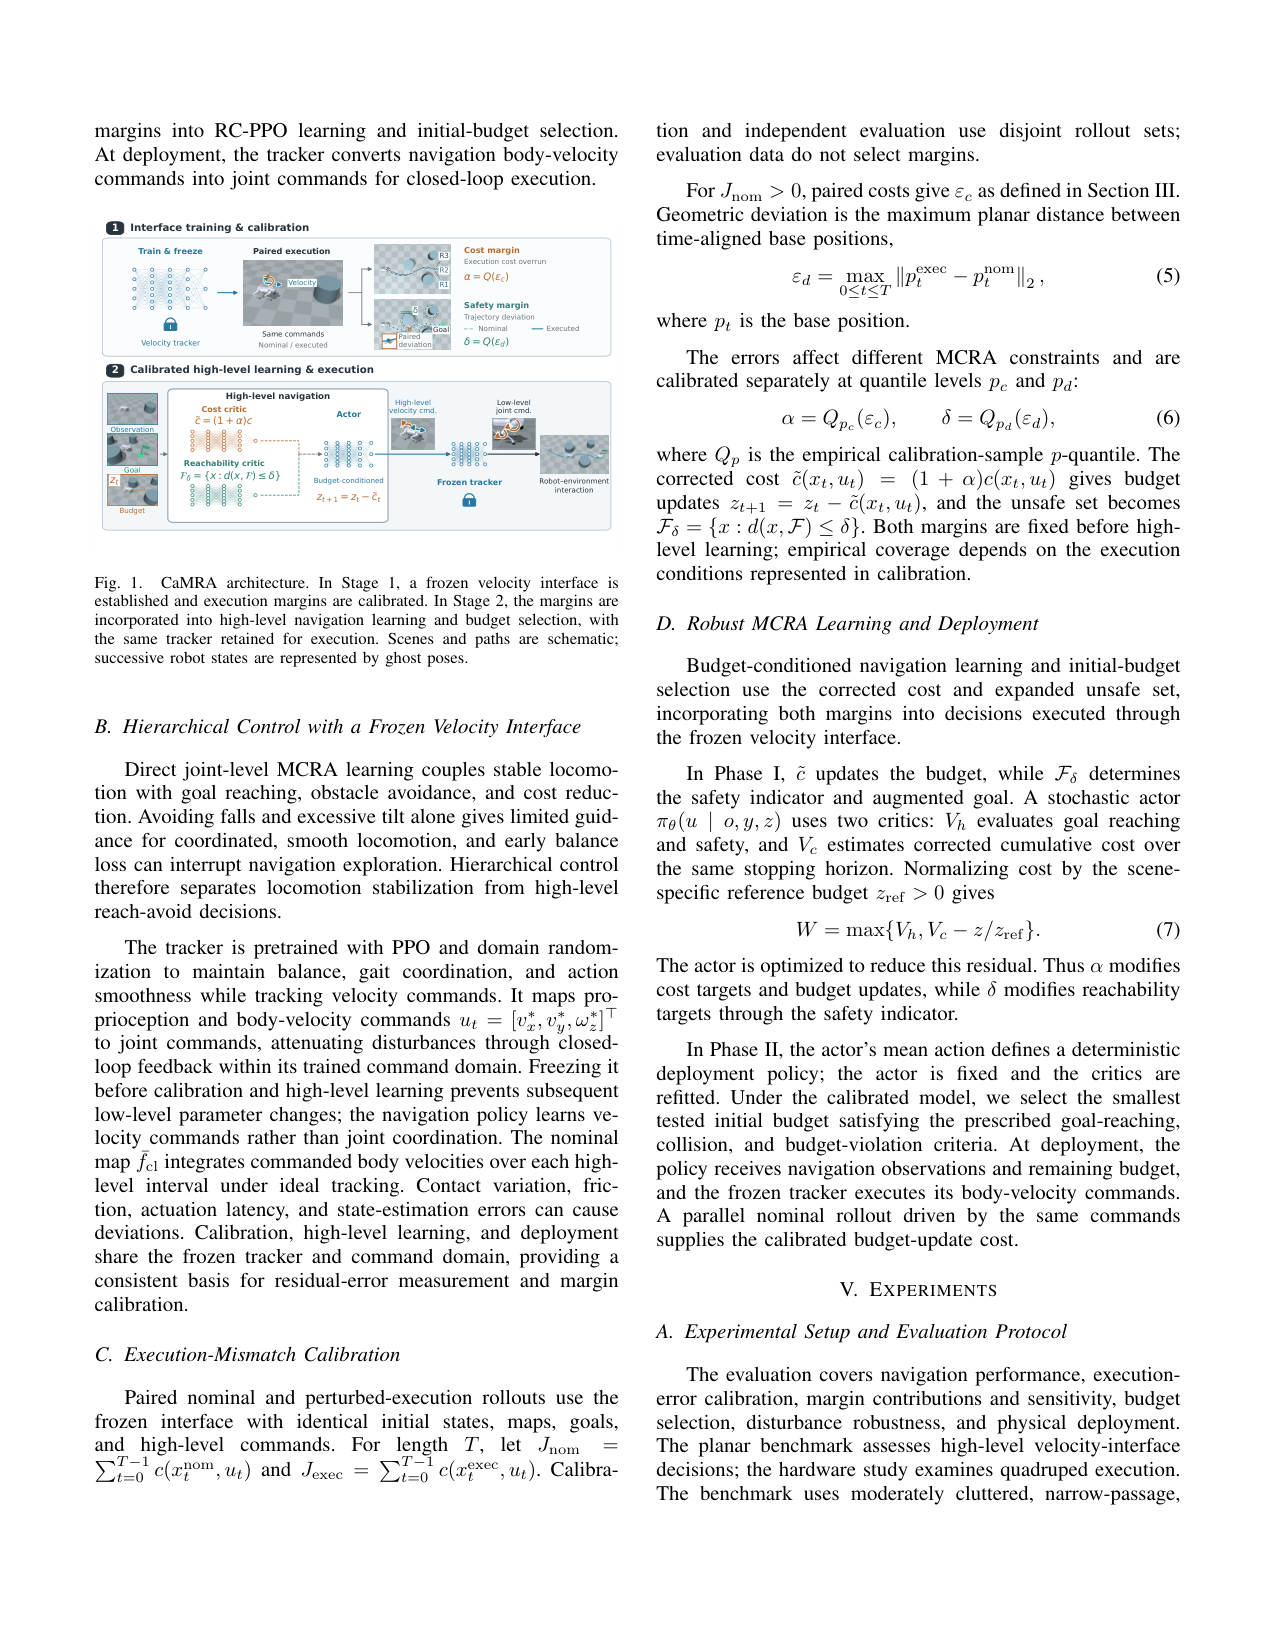 margins into RC-PPO learning and initial-budget selection.
At deployment, the tracker converts navigation body-velocity
commands into joint commands for closed-loop execution.
1 Interface training & calibration
Train & freeze
Velocity tracker
Paired execution
Velocity
Same commands
Nominal / executed
R3
R2
R1
δ
Goal
Paired
deviation
Cost margin
Execution cost overrun
α = Q(ε_c)
Safety margin
Trajectory deviation
Nominal Executed
δ = Q(ε_d)
2 Calibrated high-level learning & execution
Observation
Goal
z_t
Budget
High-level navigation
Cost critic
c̃ = (1 + α)c
Reachability critic
F_δ = {x : d(x, F) ≤ δ}
Actor
Budget-conditioned
z_{t+1} = z_t − c̃_t
High-level
velocity cmd.
Frozen tracker
Low-level
joint cmd.
Robot-environment
interaction
Fig. 1. CaMRA architecture. In Stage 1, a frozen velocity interface is
established and execution margins are calibrated. In Stage 2, the margins are
incorporated into high-level navigation learning and budget selection, with
the same tracker retained for execution. Scenes and paths are schematic;
successive robot states are represented by ghost poses.
B. Hierarchical Control with a Frozen Velocity Interface
Direct joint-level MCRA learning couples stable locomo-
tion with goal reaching, obstacle avoidance, and cost reduc-
tion. Avoiding falls and excessive tilt alone gives limited guid-
ance for coordinated, smooth locomotion, and early balance
loss can interrupt navigation exploration. Hierarchical control
therefore separates locomotion stabilization from high-level
reach-avoid decisions.
The tracker is pretrained with PPO and domain random-
ization to maintain balance, gait coordination, and action
smoothness while tracking velocity commands. It maps pro-
prioception and body-velocity commands u_t = [v_x^*, v_y^*, ω_z^*]^⊤
to joint commands, attenuating disturbances through closed-
loop feedback within its trained command domain. Freezing it
before calibration and high-level learning prevents subsequent
low-level parameter changes; the navigation policy learns ve-
locity commands rather than joint coordination. The nominal
map f̄_cl integrates commanded body velocities over each high-
level interval under ideal tracking. Contact variation, fric-
tion, actuation latency, and state-estimation errors can cause
deviations. Calibration, high-level learning, and deployment
share the frozen tracker and command domain, providing a
consistent basis for residual-error measurement and margin
calibration.
C. Execution-Mismatch Calibration
Paired nominal and perturbed-execution rollouts use the
frozen interface with identical initial states, maps, goals,
and high-level commands. For length T, let J_nom =
∑_{t=0}^{T−1} c(x_t^nom, u_t) and J_exec = ∑_{t=0}^{T−1} c(x_t^exec, u_t). Calibra-
tion and independent evaluation use disjoint rollout sets;
evaluation data do not select margins.
For J_nom > 0, paired costs give ε_c as defined in Section III.
Geometric deviation is the maximum planar distance between
time-aligned base positions,
ε_d = max_{0≤t≤T} ‖p_t^exec − p_t^nom‖_2 , (5)
where p_t is the base position.
The errors affect different MCRA constraints and are
calibrated separately at quantile levels p_c and p_d:
α = Q_{p_c}(ε_c), δ = Q_{p_d}(ε_d), (6)
where Q_p is the empirical calibration-sample p-quantile. The
corrected cost c̃(x_t, u_t) = (1 + α)c(x_t, u_t) gives budget
updates z_{t+1} = z_t − c̃(x_t, u_t), and the unsafe set becomes
F_δ = {x : d(x, F) ≤ δ}. Both margins are fixed before high-
level learning; empirical coverage depends on the execution
conditions represented in calibration.
D. Robust MCRA Learning and Deployment
Budget-conditioned navigation learning and initial-budget
selection use the corrected cost and expanded unsafe set,
incorporating both margins into decisions executed through
the frozen velocity interface.
In Phase I, c̃ updates the budget, while F_δ determines
the safety indicator and augmented goal. A stochastic actor
π_θ(u | o, y, z) uses two critics: V_h evaluates goal reaching
and safety, and V_c estimates corrected cumulative cost over
the same stopping horizon. Normalizing cost by the scene-
specific reference budget z_ref > 0 gives
W = max{V_h, V_c − z/z_ref}. (7)
The actor is optimized to reduce this residual. Thus α modifies
cost targets and budget updates, while δ modifies reachability
targets through the safety indicator.
In Phase II, the actor's mean action defines a deterministic
deployment policy; the actor is fixed and the critics are
refitted. Under the calibrated model, we select the smallest
tested initial budget satisfying the prescribed goal-reaching,
collision, and budget-violation criteria. At deployment, the
policy receives navigation observations and remaining budget,
and the frozen tracker executes its body-velocity commands.
A parallel nominal rollout driven by the same commands
supplies the calibrated budget-update cost.
V. EXPERIMENTS
A. Experimental Setup and Evaluation Protocol
The evaluation covers navigation performance, execution-
error calibration, margin contributions and sensitivity, budget
selection, disturbance robustness, and physical deployment.
The planar benchmark assesses high-level velocity-interface
decisions; the hardware study examines quadruped execution.
The benchmark uses moderately cluttered, narrow-passage,